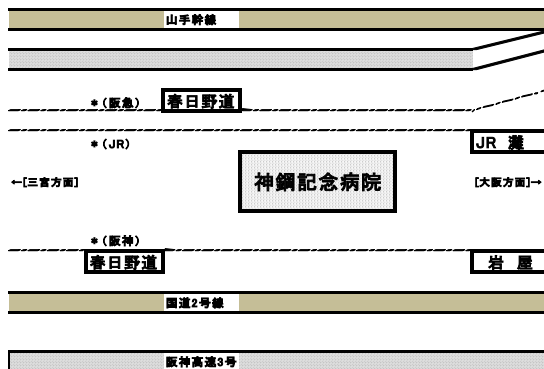 山手幹線
*(阪急) 春日野道
*(JR)
JR 灘
神鋼記念病院
←[三宮方面]
[大阪方面]→
*(阪神)
春日野道
岩 屋
国道2号線
阪神高速3号